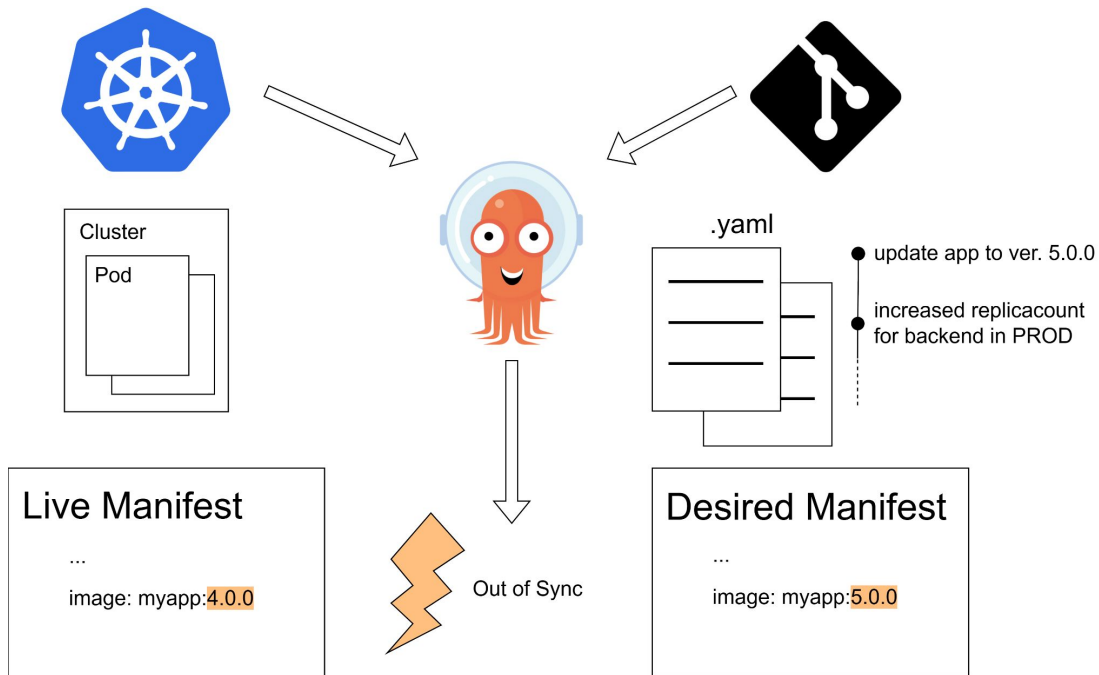 Cluster
Pod
.yaml
update app to ver. 5.0.0
increased replicacount
for backend in PROD
Live Manifest
...
image: myapp:4.0.0
Out of Sync
Desired Manifest
...
image: myapp:5.0.0